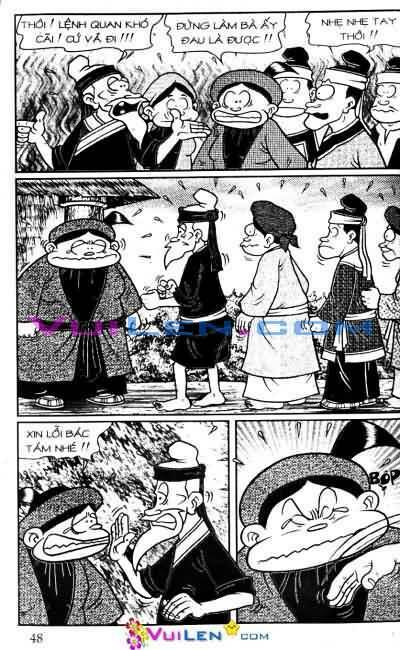 THÔI ! LỆNH QUAN KHÓ
CÃI ! CỨ VẢ ĐI !!!
ĐỪNG LÀM BÀ ẤY
ĐAU LÀ ĐƯỢC !!
NHẸ NHẸ TAY
THÔI !
VUILEN.COM
XIN LỖI BÁC
TÁM NHÉ !!
BỐP
48
VUILEN.COM